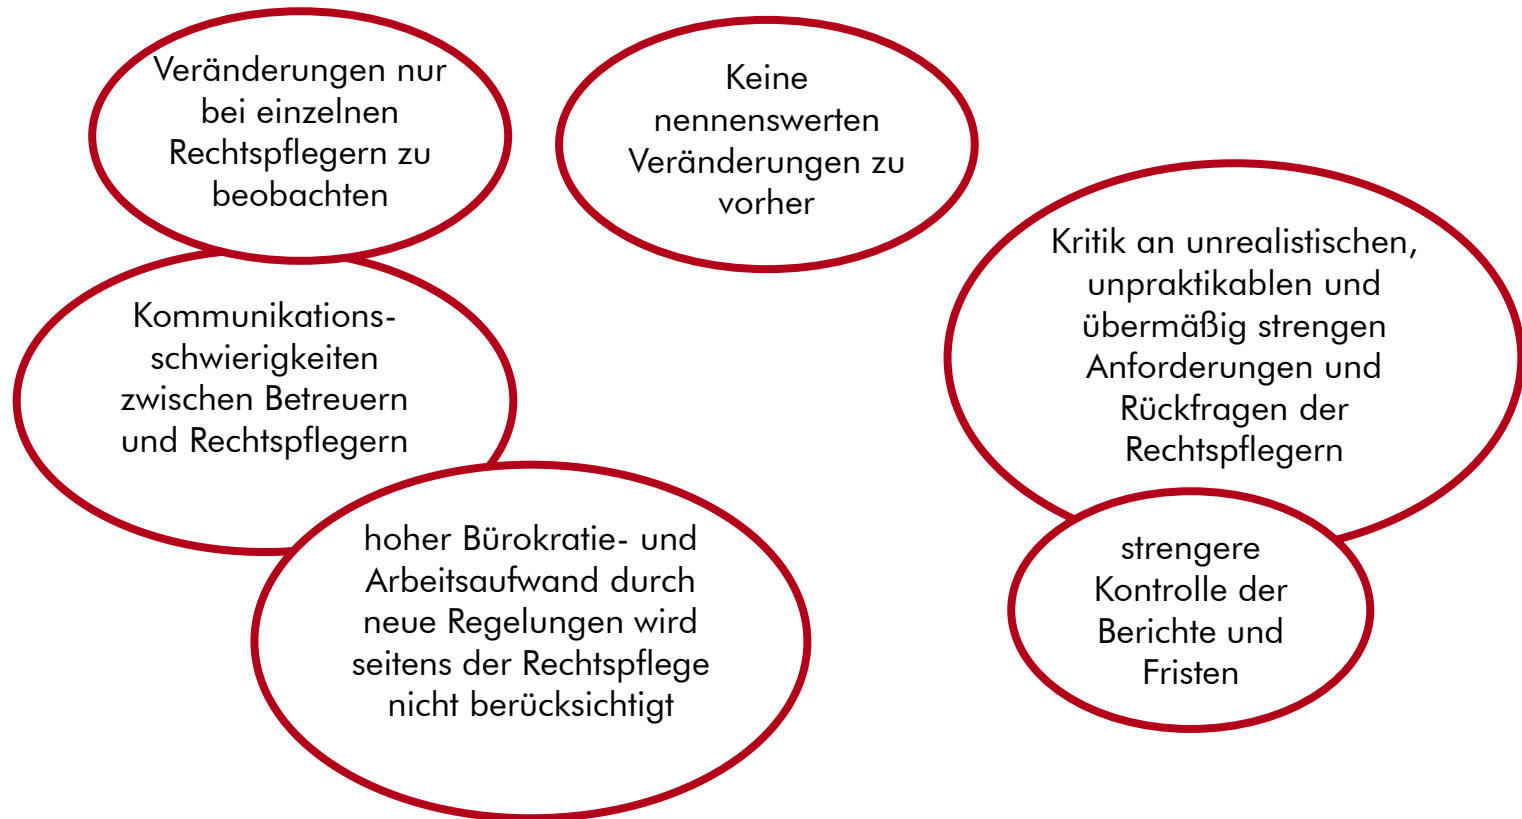 Veränderungen nur
bei einzelnen
Rechtspflegern zu
beobachten
Keine
nennenswerten
Veränderungen zu
vorher
Kritik an unrealistischen,
unpraktikablen und
übermäßig strengen
Anforderungen und
Rückfragen der
Rechtspflegern
Kommunikations-
schwierigkeiten
zwischen Betreuern
und Rechtspflegern
hoher Bürokratie- und
Arbeitsaufwand durch
neue Regelungen wird
seitens der Rechtspflege
nicht berücksichtigt
strengere
Kontrolle der
Berichte und
Fristen